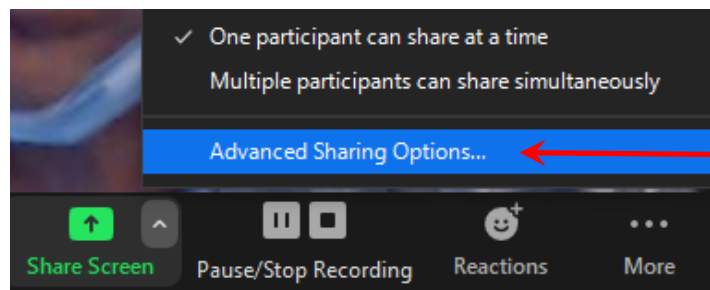 One participant can share at a time
Multiple participants can share simultaneously
Advanced Sharing Options...
Share Screen
Pause/Stop Recording
Reactions
More